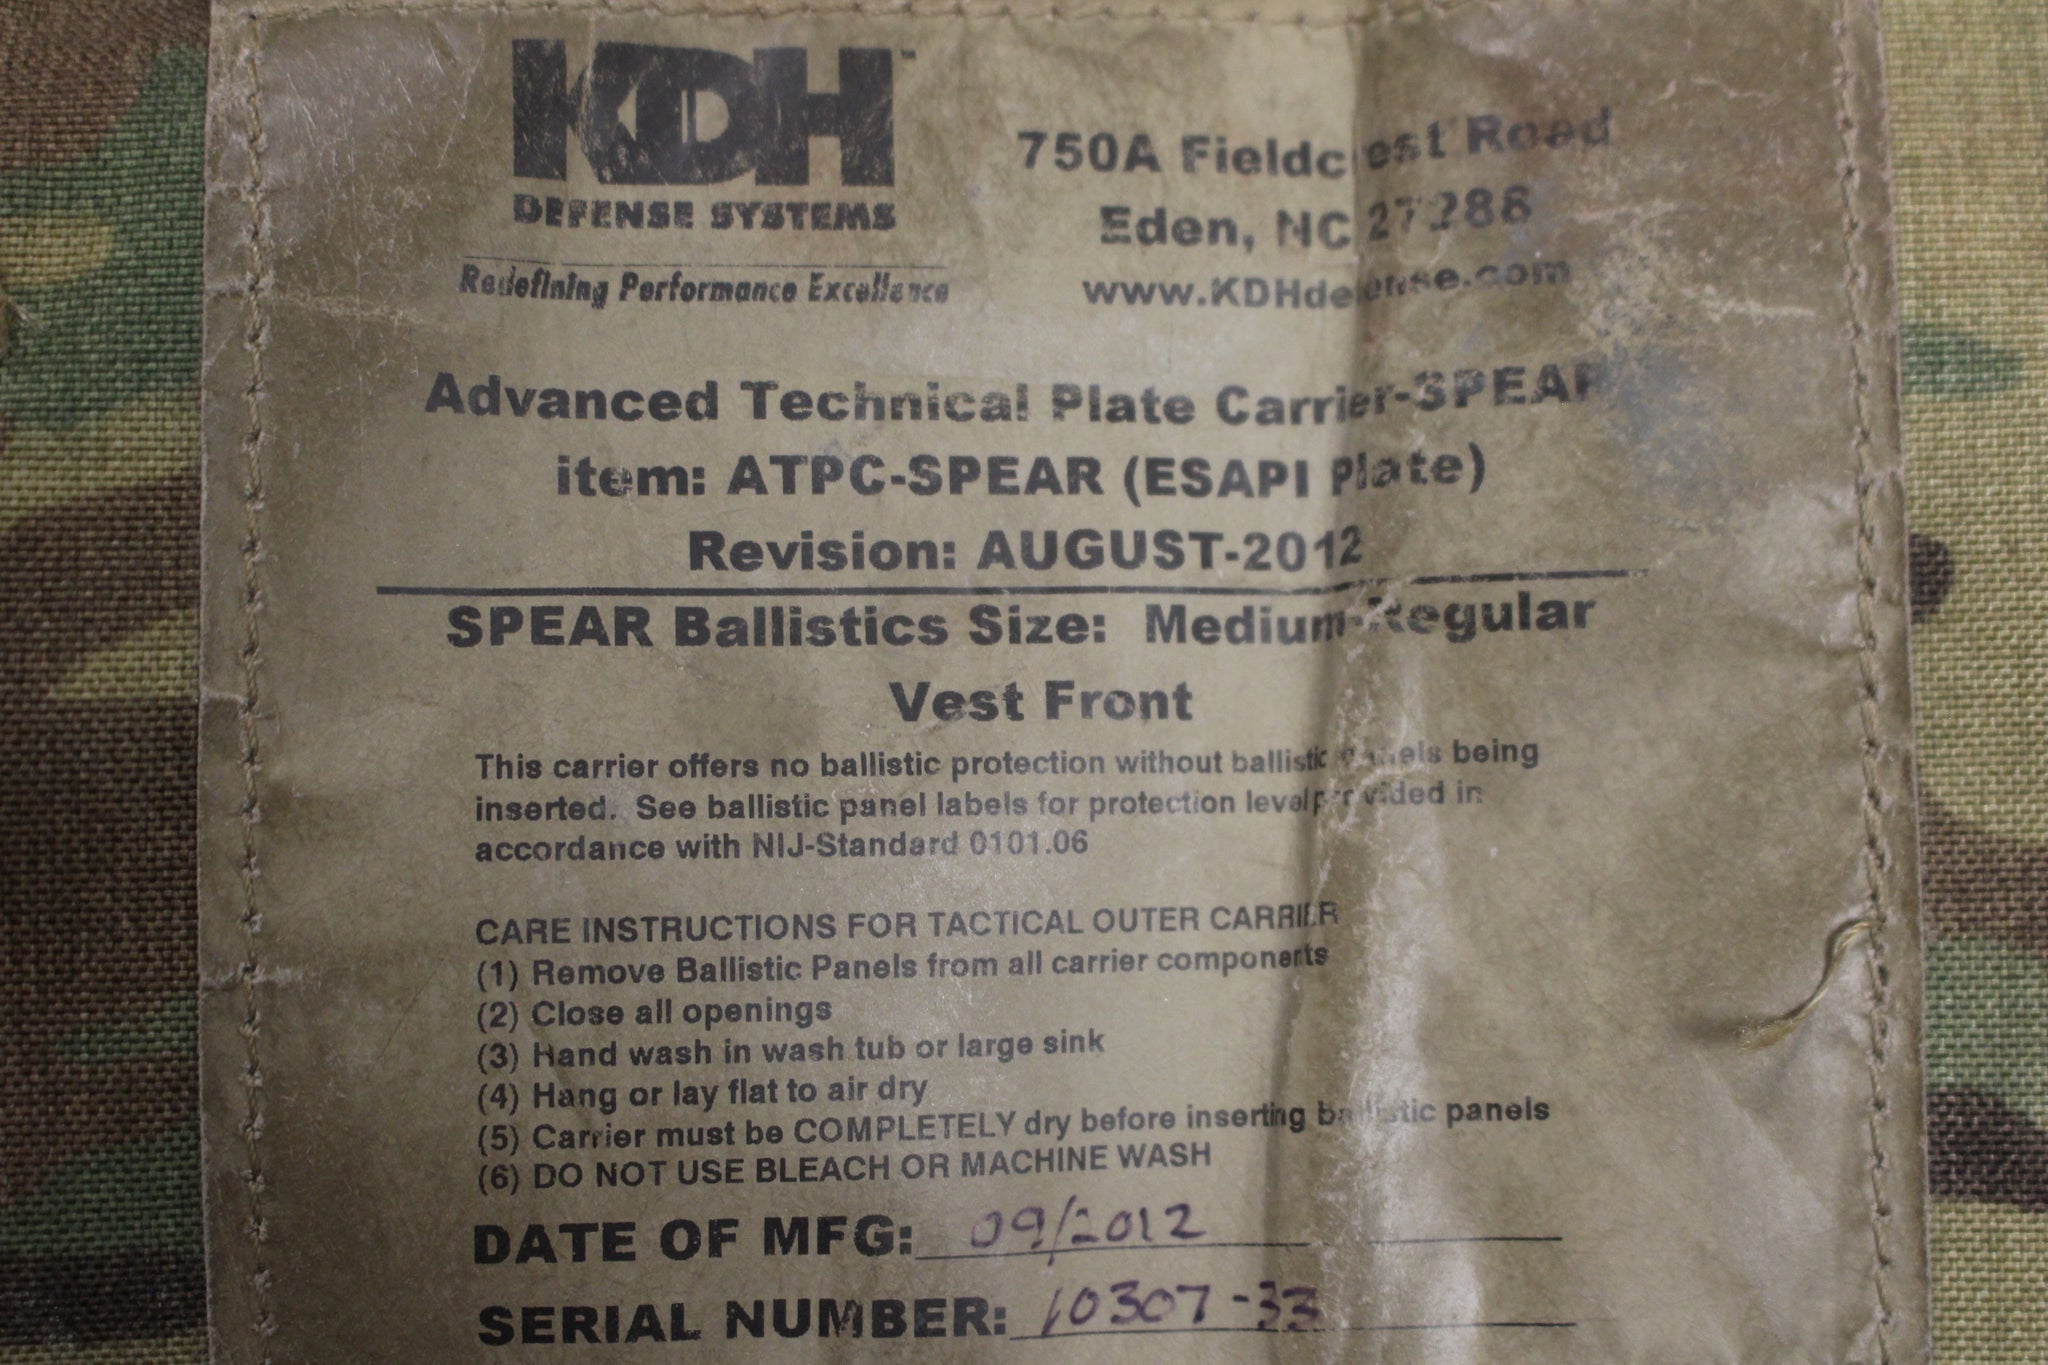 KDH™
DEFENSE SYSTEMS
Redefining Performance Excellence
750A Fieldcrest Road
Eden, NC 27288
www.KDHdefense.com
Advanced Technical Plate Carrier-SPEAR
item: ATPC-SPEAR (ESAPI Plate)
Revision: AUGUST-2012
SPEAR Ballistics Size: Medium-Regular
Vest Front
This carrier offers no ballistic protection without ballistic panels being
inserted. See ballistic panel labels for protection level provided in
accordance with NIJ-Standard 0101.06
CARE INSTRUCTIONS FOR TACTICAL OUTER CARRIER
(1) Remove Ballistic Panels from all carrier components
(2) Close all openings
(3) Hand wash in wash tub or large sink
(4) Hang or lay flat to air dry
(5) Carrier must be COMPLETELY dry before inserting ballistic panels
(6) DO NOT USE BLEACH OR MACHINE WASH
DATE OF MFG: 09/2012
SERIAL NUMBER: 10307-33